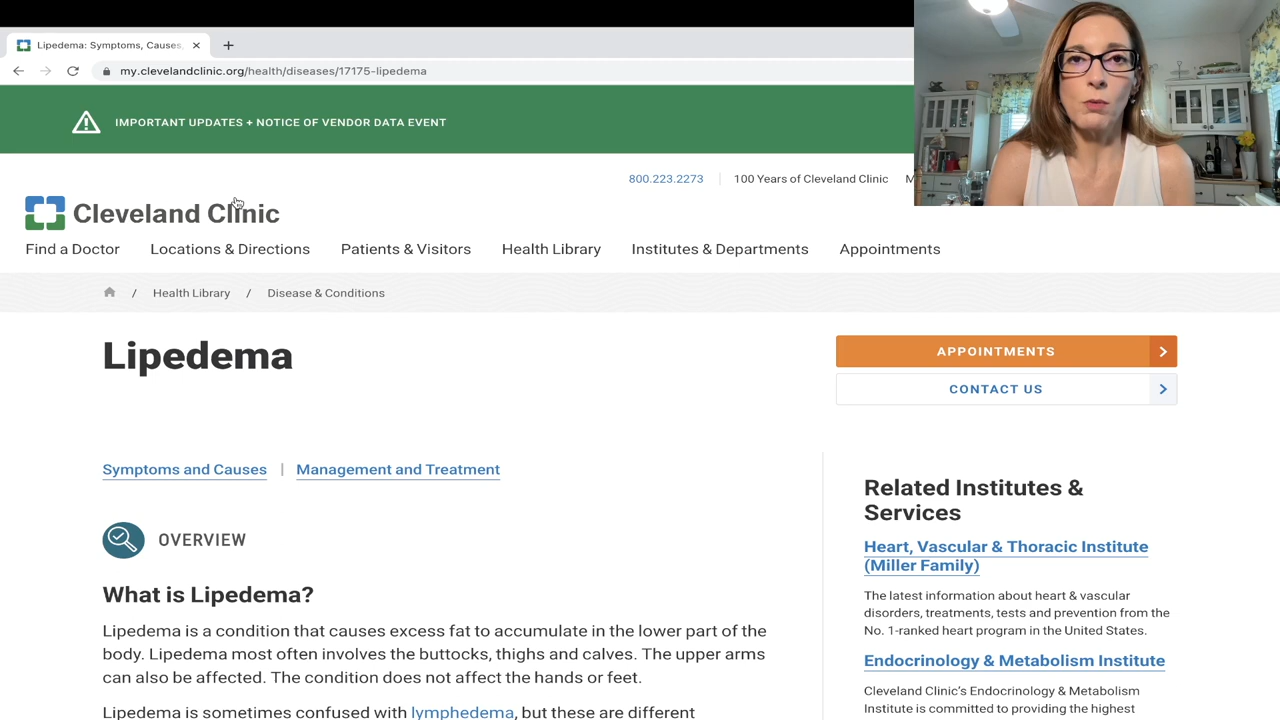 Lipedema: Symptoms, Causes,
my.clevelandclinic.org/health/diseases/17175-lipedema
IMPORTANT UPDATES + NOTICE OF VENDOR DATA EVENT
800.223.2273
100 Years of Cleveland Clinic
M
Cleveland Clinic
Find a Doctor
Locations & Directions
Patients & Visitors
Health Library
Institutes & Departments
Appointments
/ Health Library / Disease & Conditions
Lipedema
APPOINTMENTS
CONTACT US
Symptoms and Causes | Management and Treatment
OVERVIEW
What is Lipedema?
Lipedema is a condition that causes excess fat to accumulate in the lower part of the
body. Lipedema most often involves the buttocks, thighs and calves. The upper arms
can also be affected. The condition does not affect the hands or feet.
Lipedema is sometimes confused with lymphedema, but these are different
Related Institutes &
Services
Heart, Vascular & Thoracic Institute
(Miller Family)
The latest information about heart & vascular
disorders, treatments, tests and prevention from the
No. 1-ranked heart program in the United States.
Endocrinology & Metabolism Institute
Cleveland Clinic's Endocrinology & Metabolism
Institute is committed to providing the highest